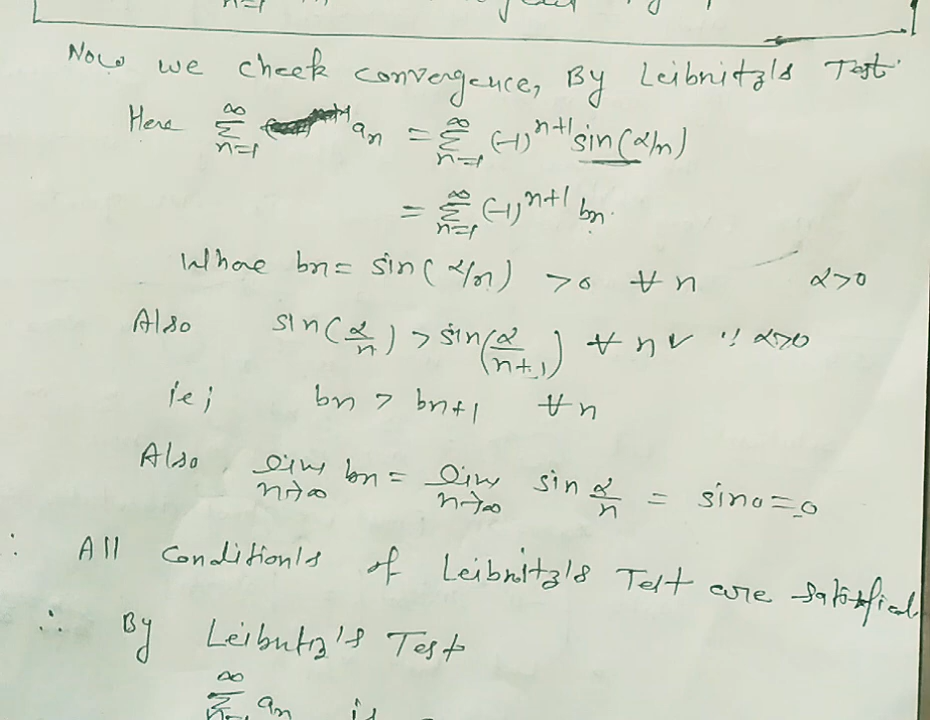 Now we check convergence, By Leibnitz's Test
Here ∑_{n=1}^{∞} a_n = ∑_{n=1}^{∞} (-1)^{n+1} sin(α/n)
= ∑_{n=1}^{∞} (-1)^{n+1} b_n.
Where b_n = sin(α/n) > 0 ∀ n α>0
Also sin(α/n) > sin(α/n+1) ∀ n ∵ α>0
ie; b_n > b_{n+1} ∀ n
Also lim_{n→∞} b_n = lim_{n→∞} sin α/n = sin 0 = 0
∴ All Conditions of Leibnitz's Test are satisfied
∴ By Leibnitz's Test
∑_{n=1}^{∞} a_n is